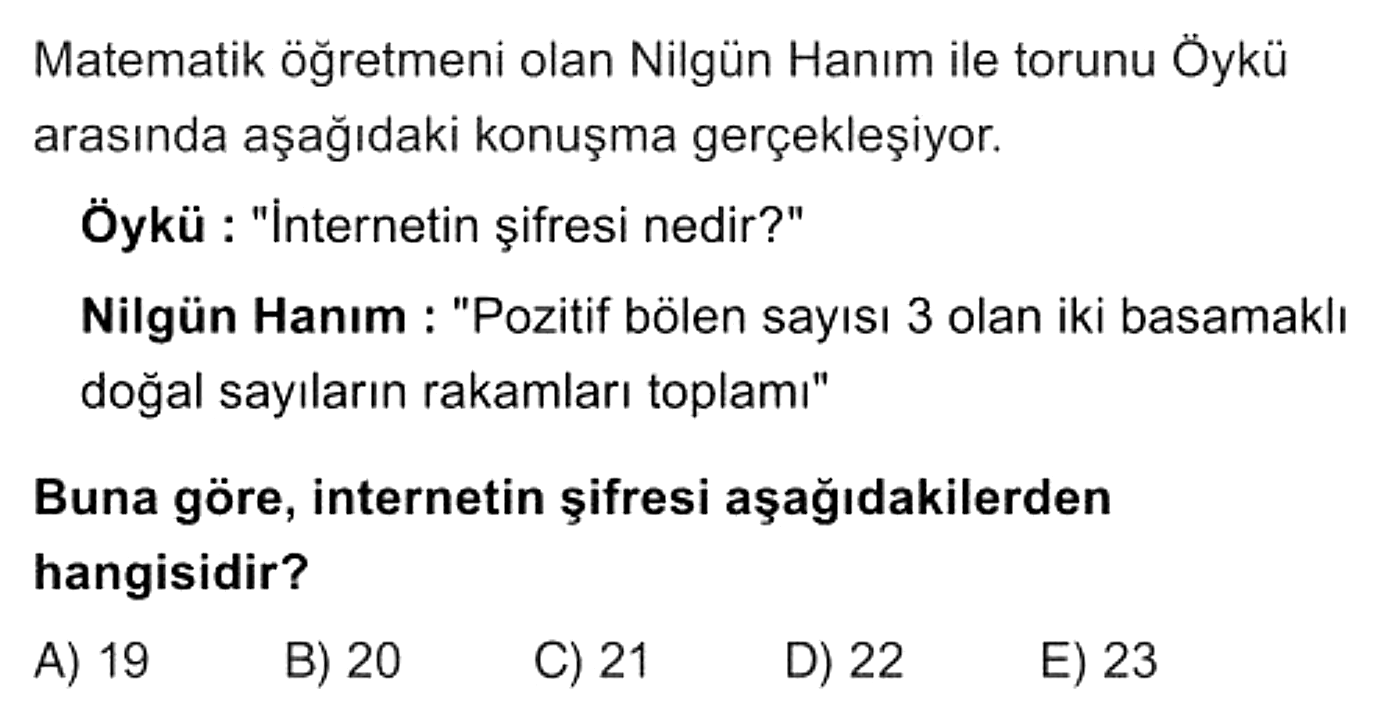 Matematik öğretmeni olan Nilgün Hanım ile torunu Öykü
arasında aşağıdaki konuşma gerçekleşiyor.
Öykü : "İnternetin şifresi nedir?"
Nilgün Hanım : "Pozitif bölen sayısı 3 olan iki basamaklı
doğal sayıların rakamları toplamı"
Buna göre, internetin şifresi aşağıdakilerden
hangisidir?
A) 19 B) 20 C) 21 D) 22 E) 23